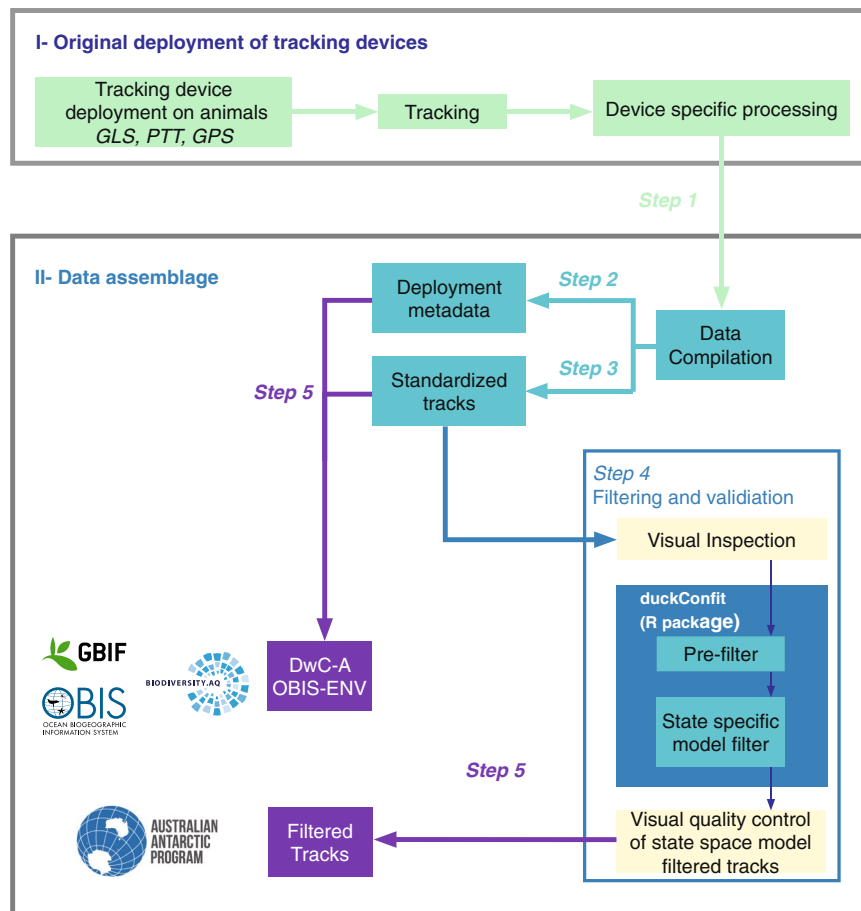 I- Original deployment of tracking devices
Tracking device
deployment on animals
GLS, PTT, GPS
Tracking
Device specific processing
Step 1
II- Data assemblage
Deployment
metadata
Step 2
Data
Compilation
Step 3
Standardized
tracks
Step 5
Step 4
Filtering and validiation
Visual Inspection
duckConfit
(R package)
Pre-filter
State specific
model filter
GBIF
BIODIVERSITY.AQ
OBIS
OCEAN BIOGEOGRAPHIC
INFORMATION SYSTEM
DwC-A
OBIS-ENV
Step 5
Visual quality control
of state space model
filtered tracks
Filtered
Tracks
AUSTRALIAN
ANTARCTIC
PROGRAM